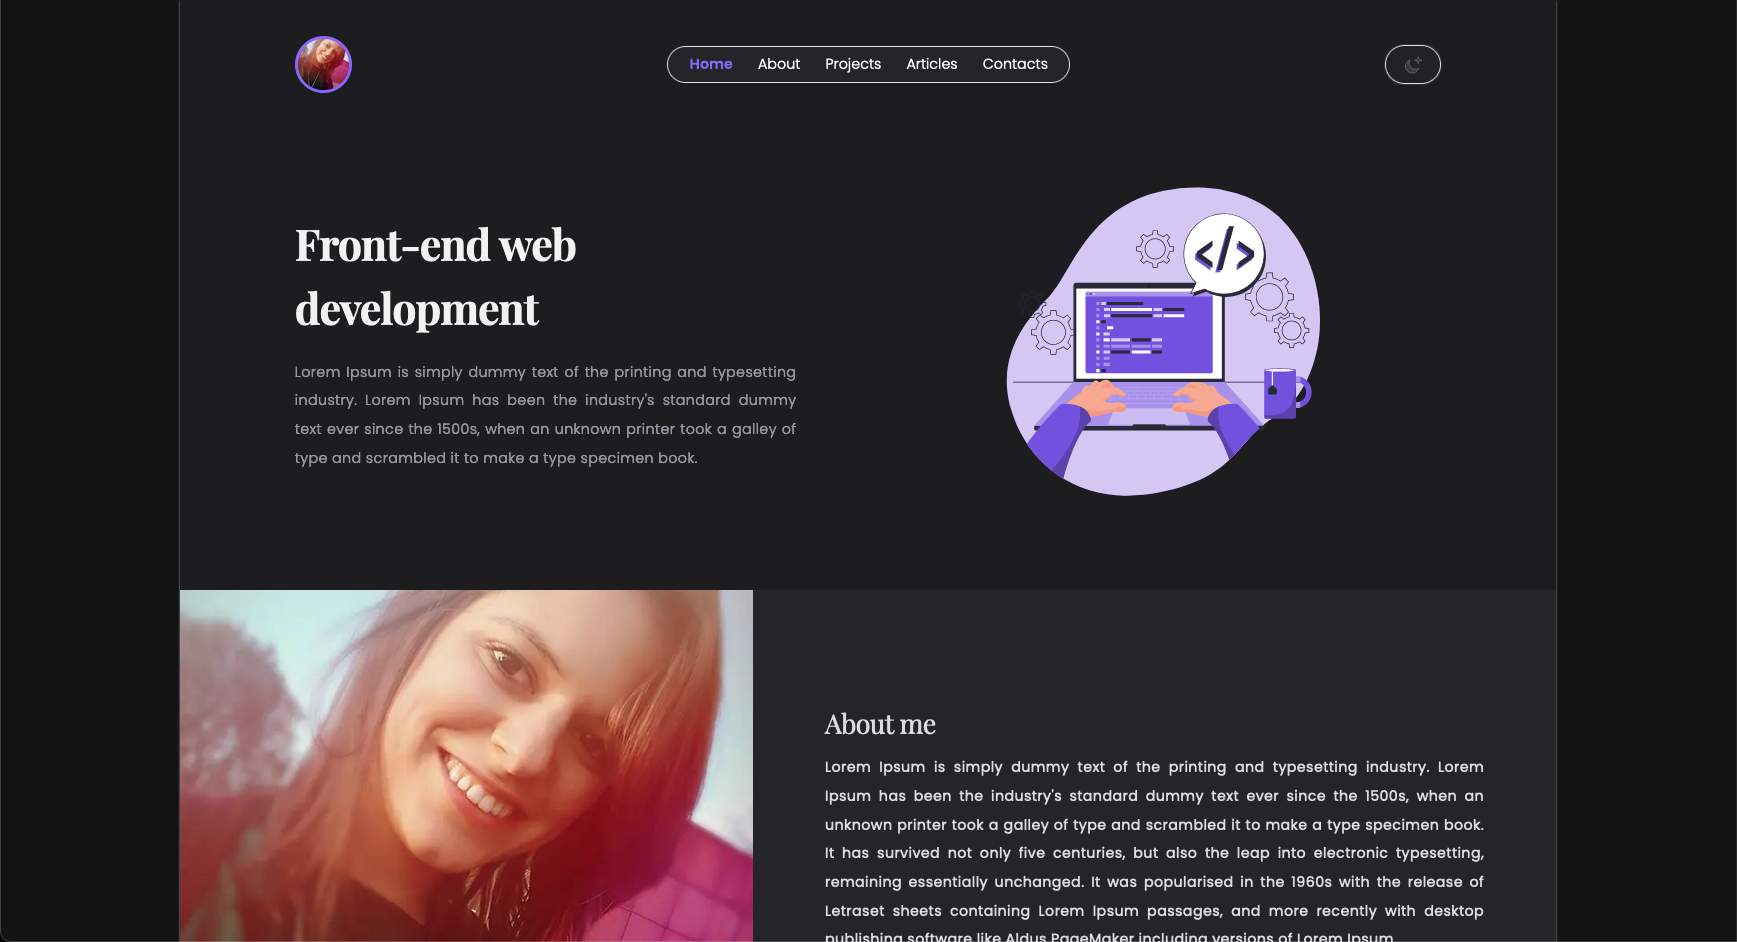 Home About Projects Articles Contacts
Front-end web
development
Lorem Ipsum is simply dummy text of the printing and typesetting
industry. Lorem Ipsum has been the industry's standard dummy
text ever since the 1500s, when an unknown printer took a galley of
type and scrambled it to make a type specimen book.
</>
About me
Lorem Ipsum is simply dummy text of the printing and typesetting industry. Lorem
Ipsum has been the industry's standard dummy text ever since the 1500s, when an
unknown printer took a galley of type and scrambled it to make a type specimen book.
It has survived not only five centuries, but also the leap into electronic typesetting,
remaining essentially unchanged. It was popularised in the 1960s with the release of
Letraset sheets containing Lorem Ipsum passages, and more recently with desktop
publishing software like Aldus PageMaker including versions of Lorem Ipsum.